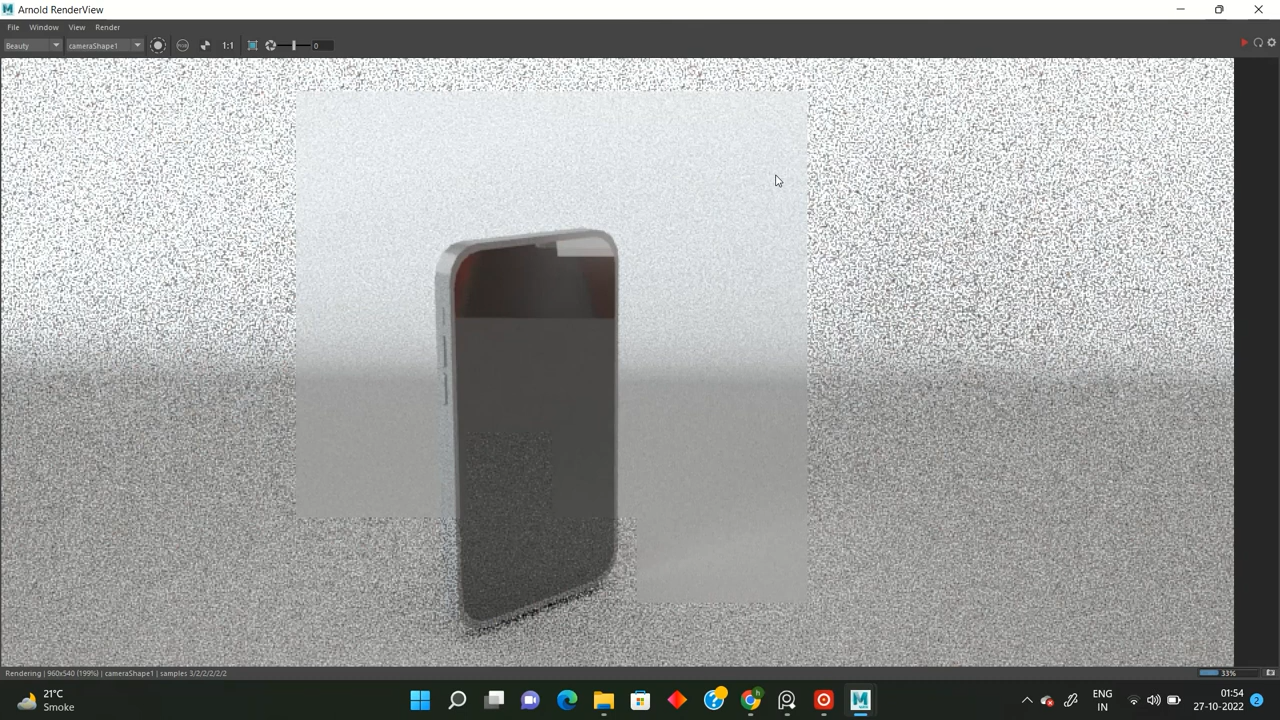 Arnold RenderView
File Window View Render
Beauty cameraShape1 1:1 0
Rendering | 960x540 (199%) | cameraShape1 | samples 3/2/2/2/2/2
33%
21°C
Smoke
ENG
IN
01:54
27-10-2022
2